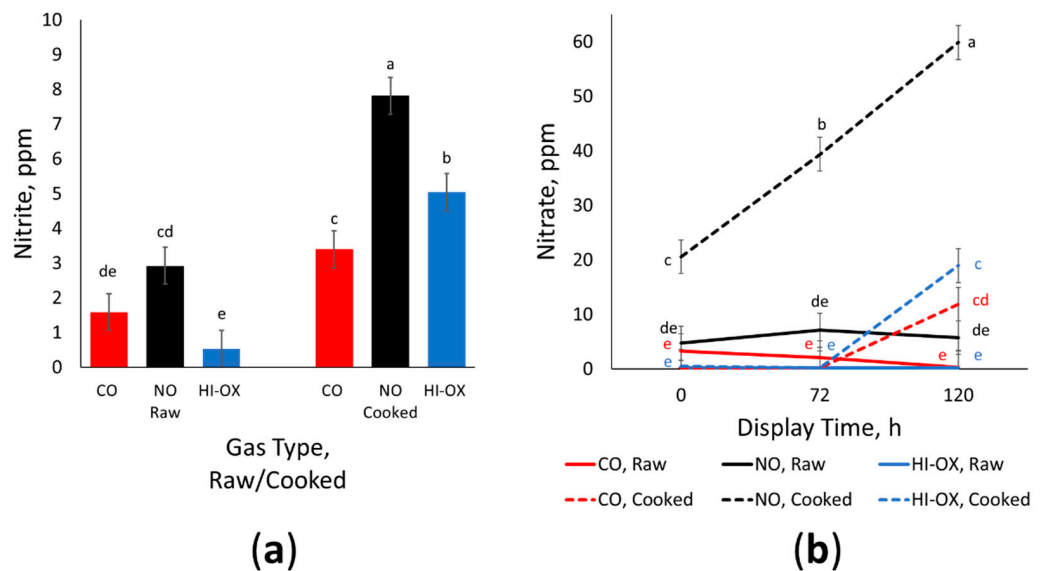 10
9
8
7
6
5
4
3
2
1
0
Nitrite, ppm
de
cd
e
c
a
b
CO NO HI-OX CO NO HI-OX
Raw Cooked
Gas Type,
Raw/Cooked
(a)
60
50
40
30
20
10
0
Nitrate, ppm
a
b
c
c
cd
de
de
de
e
e
e
e
e
e
0 72 120
Display Time, h
CO, Raw NO, Raw HI-OX, Raw
CO, Cooked NO, Cooked HI-OX, Cooked
(b)